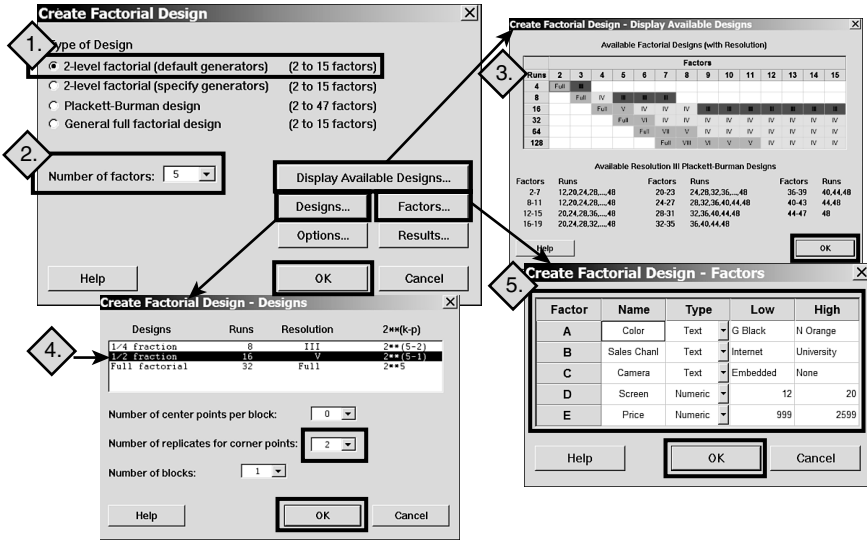 Create Factorial Design
1.
Type of Design
2-level factorial (default generators) (2 to 15 factors)
2-level factorial (specify generators) (2 to 15 factors)
Plackett-Burman design (2 to 47 factors)
General full factorial design (2 to 15 factors)
2.
Number of factors: 5
Display Available Designs...
Designs... Factors...
Options... Results...
Help OK Cancel
3.
Create Factorial Design - Display Available Designs
Available Factorial Designs (with Resolution)
Factors
Runs 2 3 4 5 6 7 8 9 10 11 12 13 14 15
4 Full III
8 Full IV III III III
16 Full V IV IV IV III III III III III III III
32 Full VI IV IV IV IV IV IV IV IV IV
64 Full VII V IV IV IV IV IV IV IV
128 Full VIII VI V V IV IV IV IV
Available Resolution III Plackett-Burman Designs
Factors Runs Factors Runs Factors Runs
2-7 12,20,24,28,...,48 20-23 24,28,32,36,...,48 36-39 40,44,48
8-11 12,20,24,28,...,48 24-27 28,32,36,40,44,48 40-43 44,48
12-15 20,24,28,36,...,48 28-31 32,36,40,44,48 44-47 48
16-19 20,24,28,32,...,48 32-35 36,40,44,48
Help OK
4.
Create Factorial Design - Designs
Designs Runs Resolution 2**(k-p)
1/4 fraction 8 III 2**(5-2)
1/2 fraction 16 V 2**(5-1)
Full factorial 32 Full 2**5
Number of center points per block: 0
Number of replicates for corner points: 2
Number of blocks: 1
Help OK Cancel
5.
Create Factorial Design - Factors
Factor Name Type Low High
A Color Text G Black N Orange
B Sales Chanl Text Internet University
C Camera Text Embedded None
D Screen Numeric 12 20
E Price Numeric 999 2599
Help OK Cancel